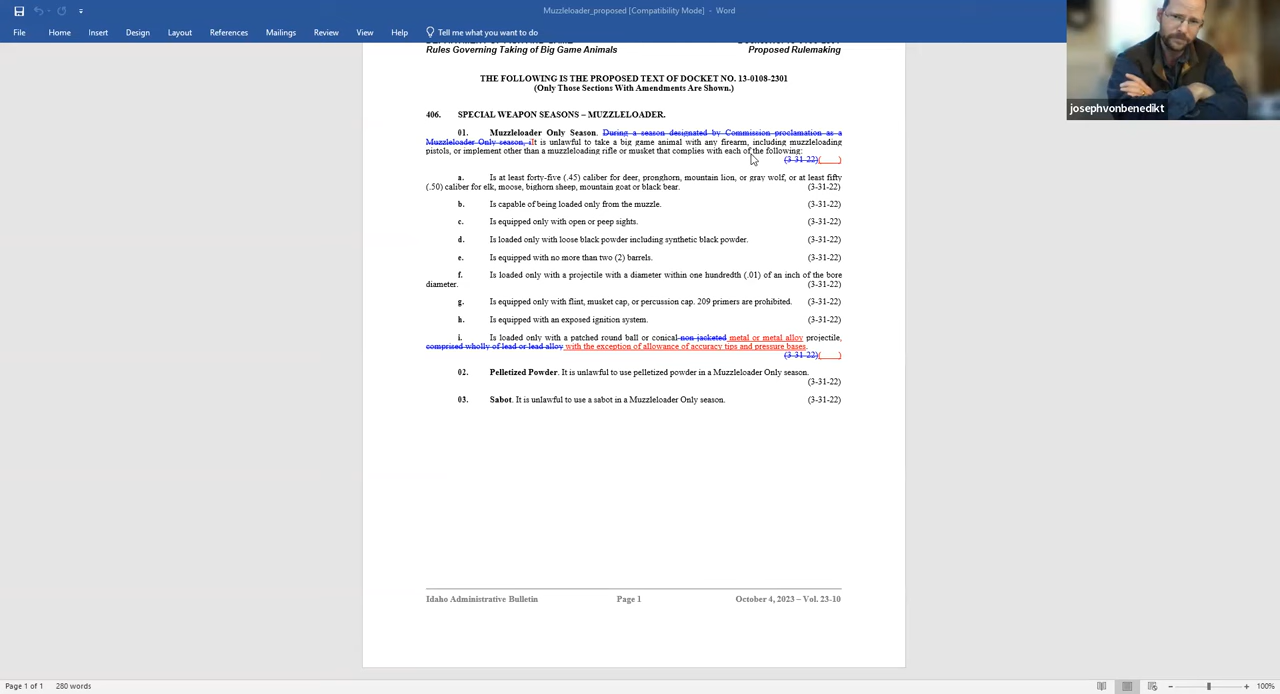 Muzzleloader_proposed [Compatibility Mode] - Word
File Home Insert Design Layout References Mailings Review View Help Tell me what you want to do
josephvonbenedikt
Rules Governing Taking of Big Game Animals Proposed Rulemaking
THE FOLLOWING IS THE PROPOSED TEXT OF DOCKET NO. 13-0108-2301
(Only Those Sections With Amendments Are Shown.)
406. SPECIAL WEAPON SEASONS – MUZZLELOADER.
01. Muzzleloader Only Season. During a season designated by Commission proclamation as a
Muzzleloader Only season, iIt is unlawful to take a big game animal with any firearm, including muzzleloading
pistols, or implement other than a muzzleloading rifle or musket that complies with each of the following:
(3-31-22)(    )
a. Is at least forty-five (.45) caliber for deer, pronghorn, mountain lion, or gray wolf, or at least fifty
(.50) caliber for elk, moose, bighorn sheep, mountain goat or black bear. (3-31-22)
b. Is capable of being loaded only from the muzzle. (3-31-22)
c. Is equipped only with open or peep sights. (3-31-22)
d. Is loaded only with loose black powder including synthetic black powder. (3-31-22)
e. Is equipped with no more than two (2) barrels. (3-31-22)
f. Is loaded only with a projectile with a diameter within one hundredth (.01) of an inch of the bore
diameter. (3-31-22)
g. Is equipped only with flint, musket cap, or percussion cap. 209 primers are prohibited. (3-31-22)
h. Is equipped with an exposed ignition system. (3-31-22)
i. Is loaded only with a patched round ball or conical non-jacketed metal or metal alloy projectile,
comprised wholly of lead or lead alloy with the exception of allowance of accuracy tips and pressure bases.
(3-31-22)(    )
02. Pelletized Powder. It is unlawful to use pelletized powder in a Muzzleloader Only season.
(3-31-22)
03. Sabot. It is unlawful to use a sabot in a Muzzleloader Only season. (3-31-22)
Idaho Administrative Bulletin Page 1 October 4, 2023 – Vol. 23-10
Page 1 of 1 280 words 100%